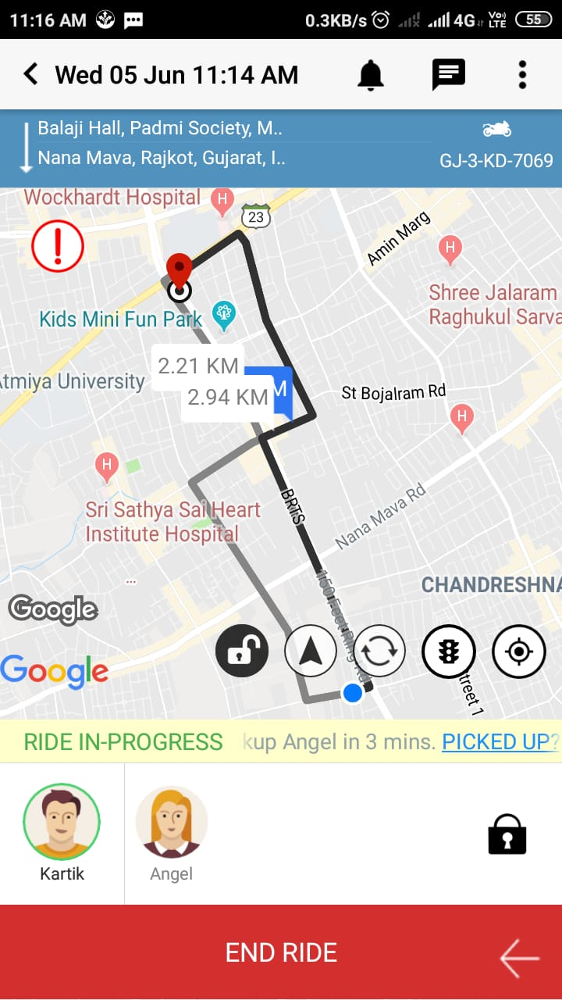 11:16 AM
0.3KB/s 4G Vo)) LTE 55
Wed 05 Jun 11:14 AM
Balaji Hall, Padmi Society, M..
Nana Mava, Rajkot, Gujarat, I..
GJ-3-KD-7069
Wockhardt Hospital
H
23
Amin Marg
H
Shree Jalaram
Raghukul Sarva
Kids Mini Fun Park
2.21 KM
M
2.94 KM
Atmiya University
St Bojalram Rd
H
H
Sri Sathya Sai Heart
Institute Hospital
BRTS
Nana Mava Rd
...
CHANDRESHNA
150 Feet Ring Rd
Google
Google
treet 1
RIDE IN-PROGRESS kup Angel in 3 mins. PICKED UP?
Kartik
Angel
END RIDE